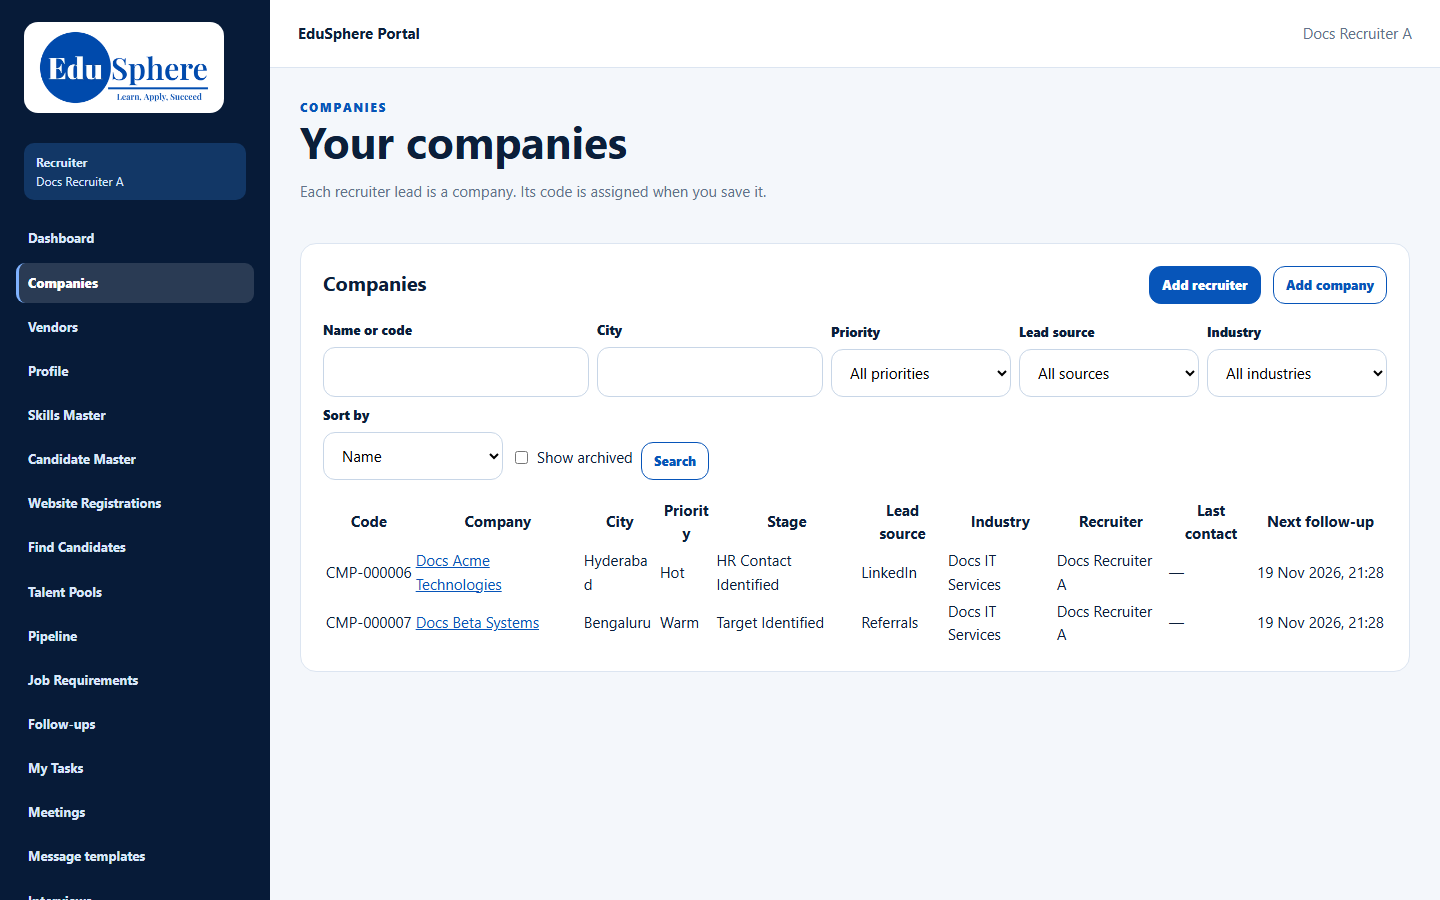 EduSphere
Learn. Apply, Succeed
Recruiter
Docs Recruiter A
Dashboard
Companies
Vendors
Profile
Skills Master
Candidate Master
Website Registrations
Find Candidates
Talent Pools
Pipeline
Job Requirements
Follow-ups
My Tasks
Meetings
Message templates
EduSphere Portal
Docs Recruiter A
COMPANIES
Your companies
Each recruiter lead is a company. Its code is assigned when you save it.
Companies
Add recruiter
Add company
Name or code
City
Priority
Lead source
Industry
All priorities
All sources
All industries
Sort by
Name
Show archived
Search
Code Company City Priorit Stage Lead Industry Recruiter Last Next follow-up
y source contact
CMP-000006 Docs Acme Hyderaba Hot HR Contact LinkedIn Docs IT Docs Recruiter — 19 Nov 2026, 21:28
Technologies d Identified Services A
CMP-000007 Docs Beta Systems Bengaluru Warm Target Identified Referrals Docs IT Docs Recruiter — 19 Nov 2026, 21:28
Services A